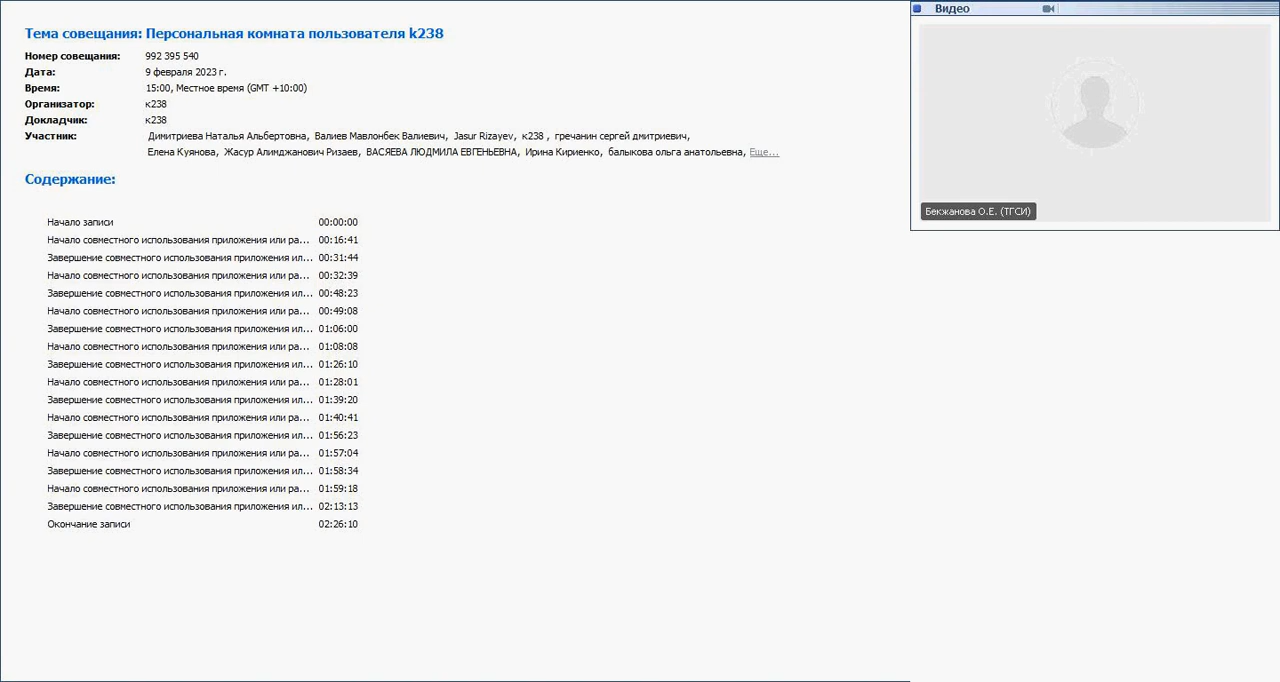 Тема совещания: Персональная комната пользователя k238
Номер совещания: 992 395 540
Дата: 9 февраля 2023 г.
Время: 15:00, Местное время (GMT +10:00)
Организатор: к238
Докладчик: к238
Участник: Димитриева Наталья Альбертовна, Валиев Мавлонбек Валиевич, Jasur Rizayev, к238 , гречанин сергей дмитриевич,
Елена Куянова, Жасур Алимджанович Ризаев, ВАСЯЕВА ЛЮДМИЛА ЕВГЕНЬЕВНА, Ирина Кириенко, балыкова ольга анатольевна, Еще...
Содержание:
Начало записи 00:00:00
Начало совместного использования приложения или ра... 00:16:41
Завершение совместного использования приложения ил... 00:31:44
Начало совместного использования приложения или ра... 00:32:39
Завершение совместного использования приложения ил... 00:48:23
Начало совместного использования приложения или ра... 00:49:08
Завершение совместного использования приложения ил... 01:06:00
Начало совместного использования приложения или ра... 01:08:08
Завершение совместного использования приложения ил... 01:26:10
Начало совместного использования приложения или ра... 01:28:01
Завершение совместного использования приложения ил... 01:39:20
Начало совместного использования приложения или ра... 01:40:41
Завершение совместного использования приложения ил... 01:56:23
Начало совместного использования приложения или ра... 01:57:04
Завершение совместного использования приложения ил... 01:58:34
Начало совместного использования приложения или ра... 01:59:18
Завершение совместного использования приложения ил... 02:13:13
Окончание записи 02:26:10
Видео
Бекжанова О.Е. (ТГСИ)